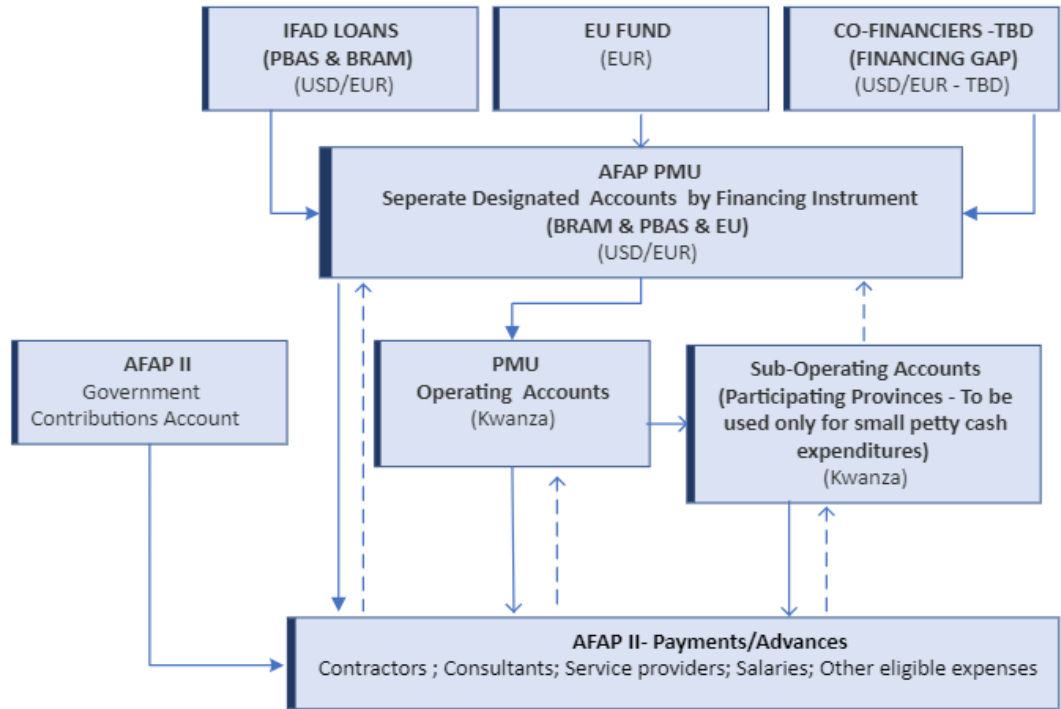 IFAD LOANS
(PBAS & BRAM)
(USD/EUR)
EU FUND
(EUR)
CO-FINANCIERS -TBD
(FINANCING GAP)
(USD/EUR - TBD)
AFAP PMU
Seperate Designated Accounts by Financing Instrument
(BRAM & PBAS & EU)
(USD/EUR)
AFAP II
Government
Contributions Account
PMU
Operating Accounts
(Kwanza)
Sub-Operating Accounts
(Participating Provinces - To be
used only for small petty cash
expenditures)
(Kwanza)
AFAP II- Payments/Advances
Contractors ; Consultants; Service providers; Salaries; Other eligible expenses